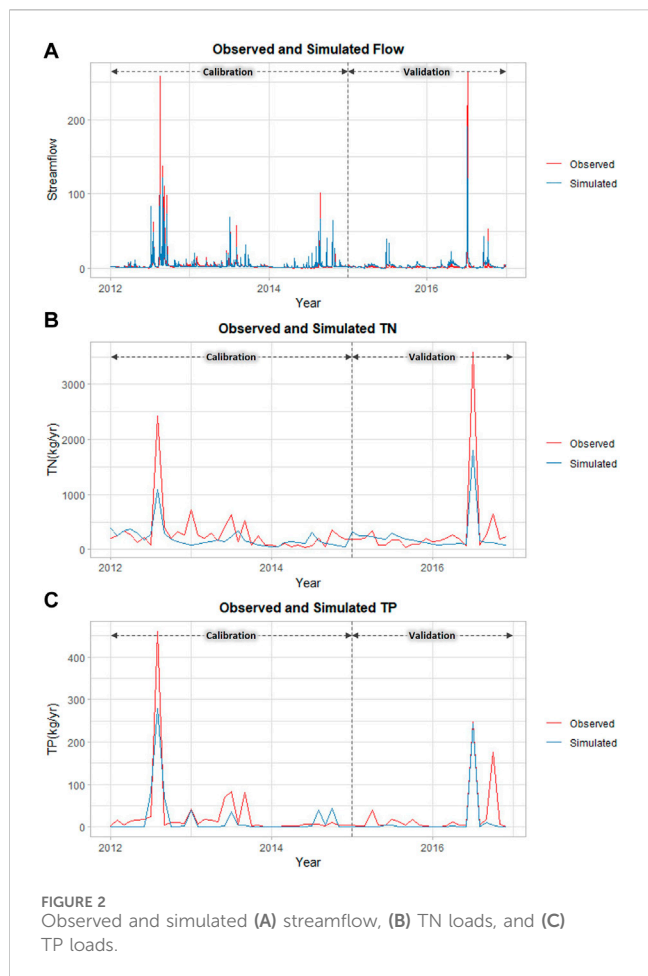 A
Observed and Simulated Flow
Calibration
Validation
200
100
0
Streamflow
Observed
Simulated
2012
2014
2016
Year
B
Observed and Simulated TN
Calibration
Validation
3000
2000
1000
0
TN(kg/yr)
Observed
Simulated
2012
2014
2016
Year
C
Observed and Simulated TP
Calibration
Validation
400
300
200
100
0
TP(kg/yr)
Observed
Simulated
2012
2014
2016
Year
FIGURE 2
Observed and simulated (A) streamflow, (B) TN loads, and (C)
TP loads.